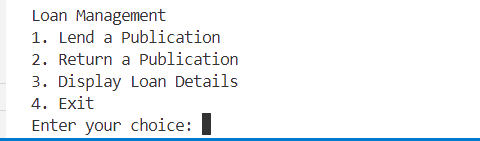 Loan Management
1. Lend a Publication
2. Return a Publication
3. Display Loan Details
4. Exit
Enter your choice: